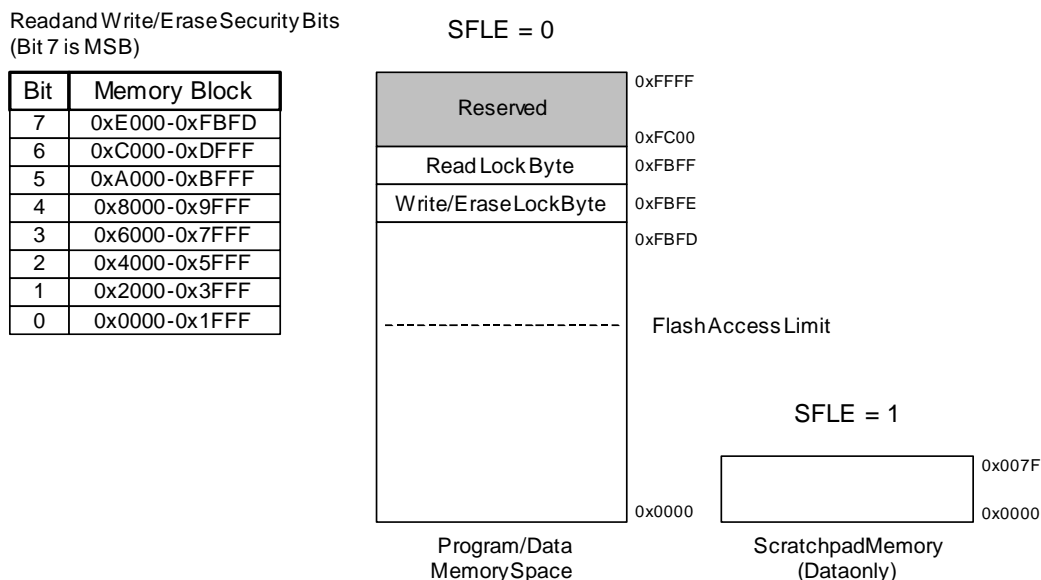 Read and Write/Erase Security Bits
(Bit 7 is MSB)
Bit Memory Block
7 0xE000-0xFBFD
6 0xC000-0xDFFF
5 0xA000-0xBFFF
4 0x8000-0x9FFF
3 0x6000-0x7FFF
2 0x4000-0x5FFF
1 0x2000-0x3FFF
0 0x0000-0x1FFF
SFLE = 0
Reserved
0xFFFF
0xFC00
Read Lock Byte 0xFBFF
Write/Erase Lock Byte 0xFBFE
0xFBFD
Flash Access Limit
0x0000
Program/Data
Memory Space
SFLE = 1
0x007F
0x0000
Scratchpad Memory
(Data only)